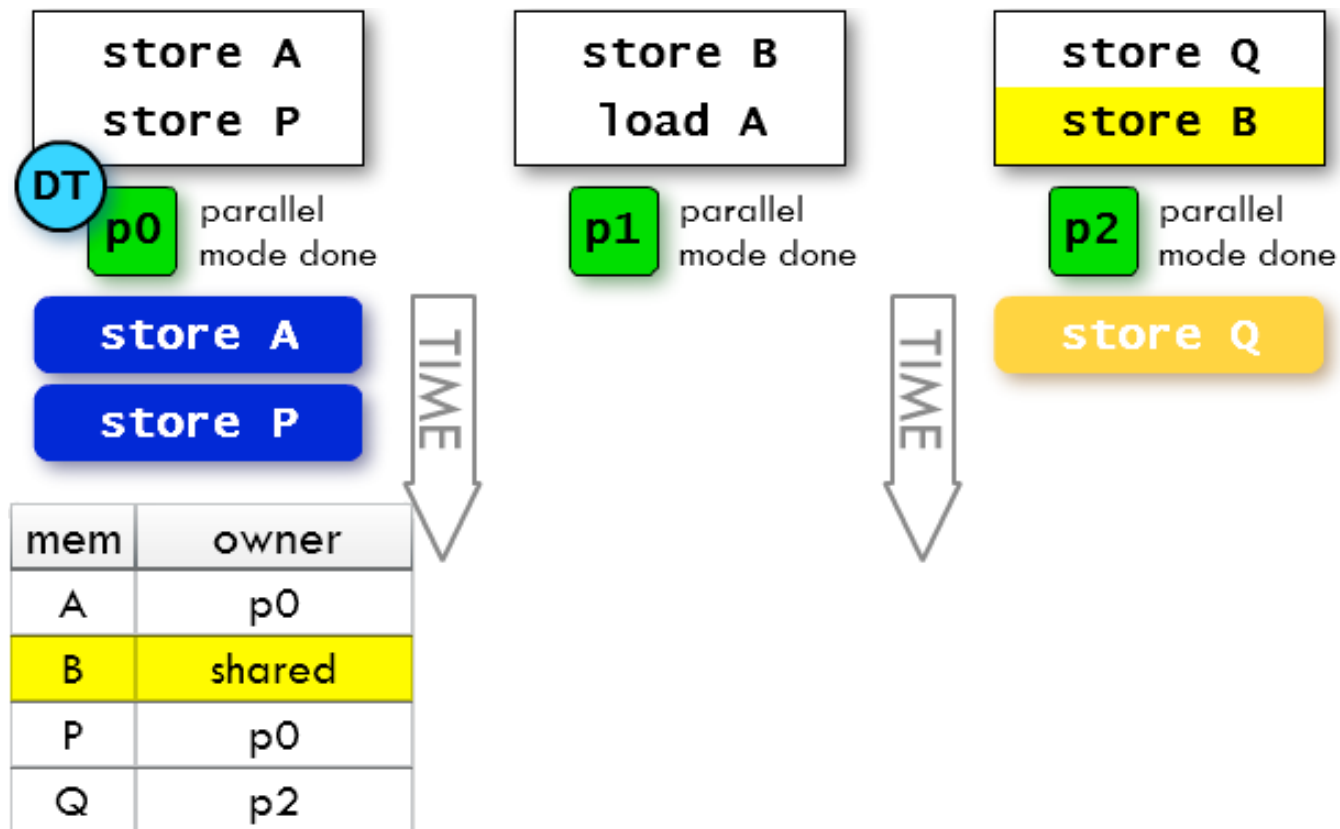 store A
store P
DT
p0
parallel
mode done
store A
store P
TIME
store B
load A
p1
parallel
mode done
TIME
store Q
store B
p2
parallel
mode done
store Q
mem owner
A p0
B shared
P p0
Q p2